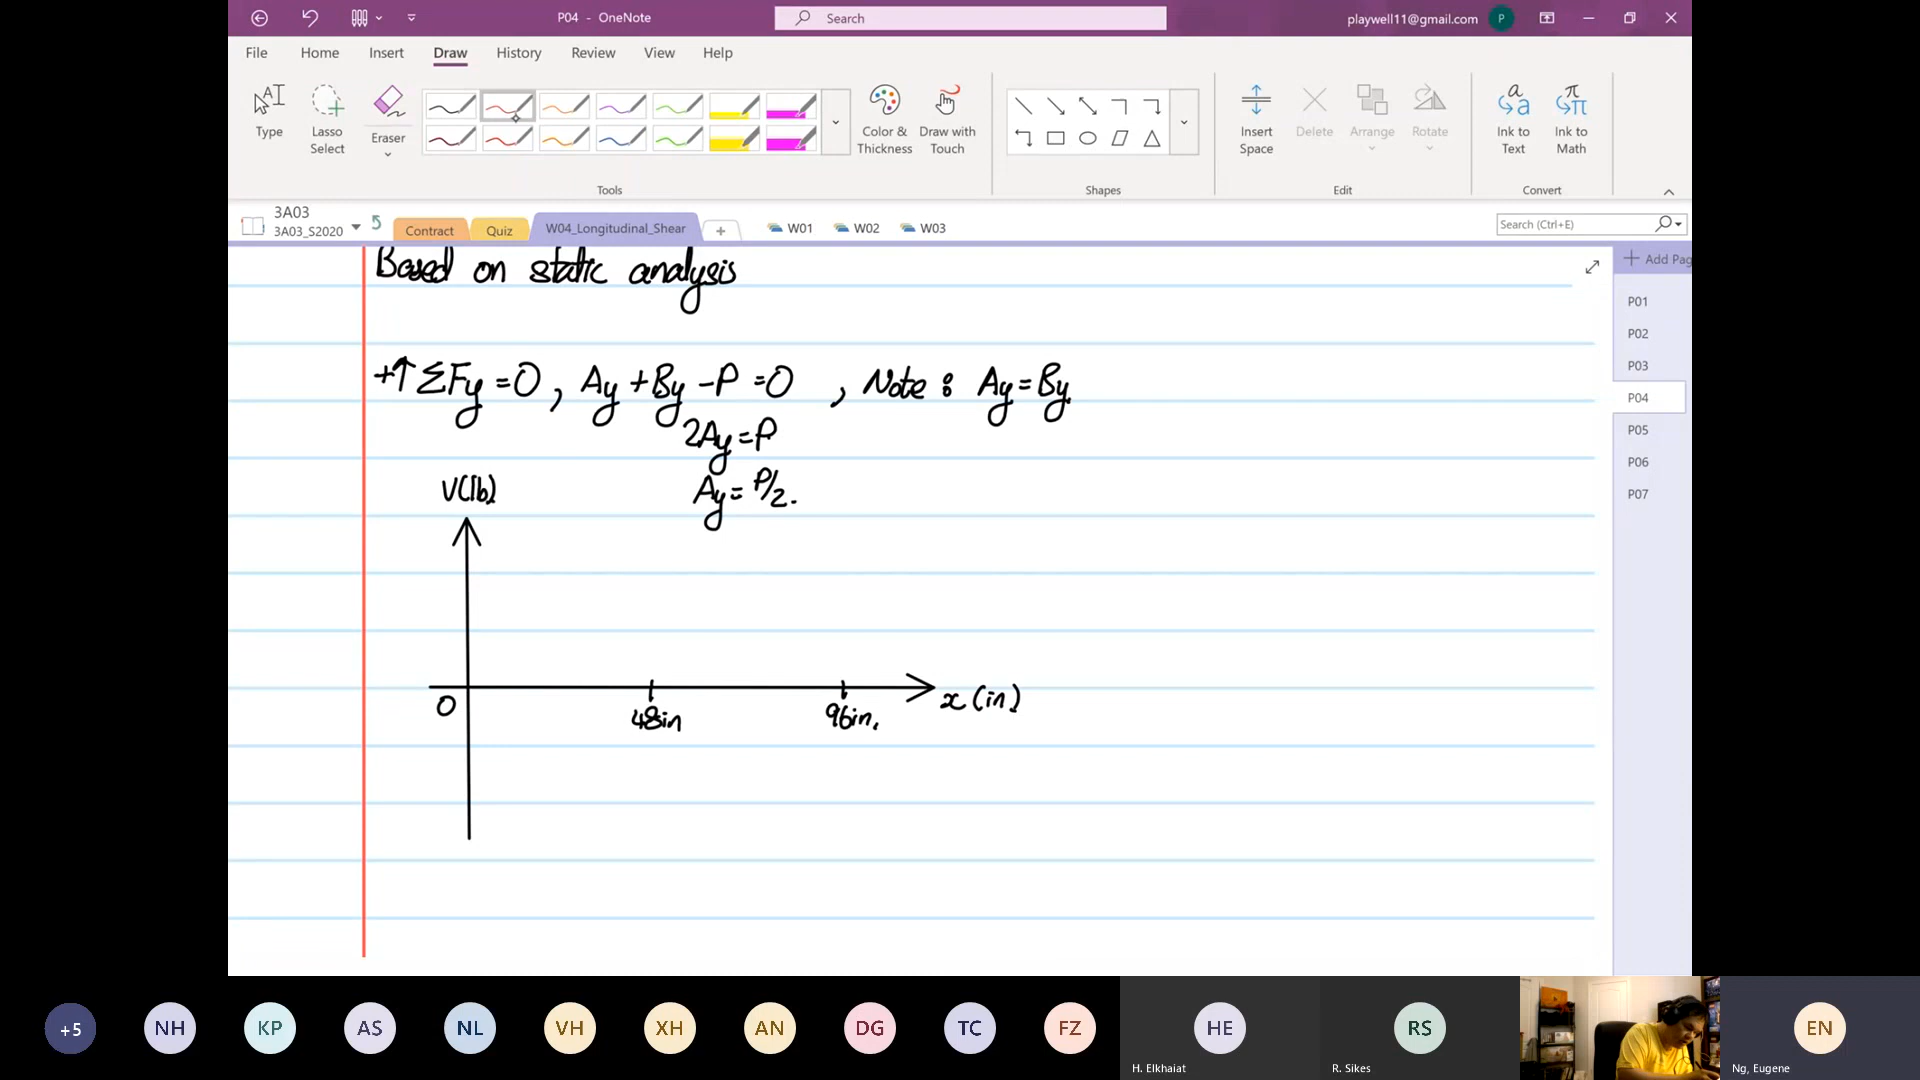 P04 - OneNote
Search
playwell11@gmail.com
P
File
Home
Insert
Draw
History
Review
View
Help
Type
Lasso Select
Eraser
Color & Thickness
Draw with Touch
Insert Space
Delete
Arrange
Rotate
Ink to Text
Ink to Math
Tools
Shapes
Edit
Convert
3A03
3A03_S2020
Contract
Quiz
W04_Longitudinal_Shear
W01
W02
W03
Search (Ctrl+E)
Add Pag
P01
P02
P03
P04
P05
P06
P07
Based on static analysis
+↑ ΣFy = 0, Ay + By - P = 0 , Note: Ay = By.
2Ay = P
Ay = P/2.
V(lb)
0
48in
96in.
x (in)
+5
NH
KP
AS
NL
VH
XH
AN
DG
TC
FZ
HE
H. Elkhaiat
RS
R. Sikes
EN
Ng, Eugene